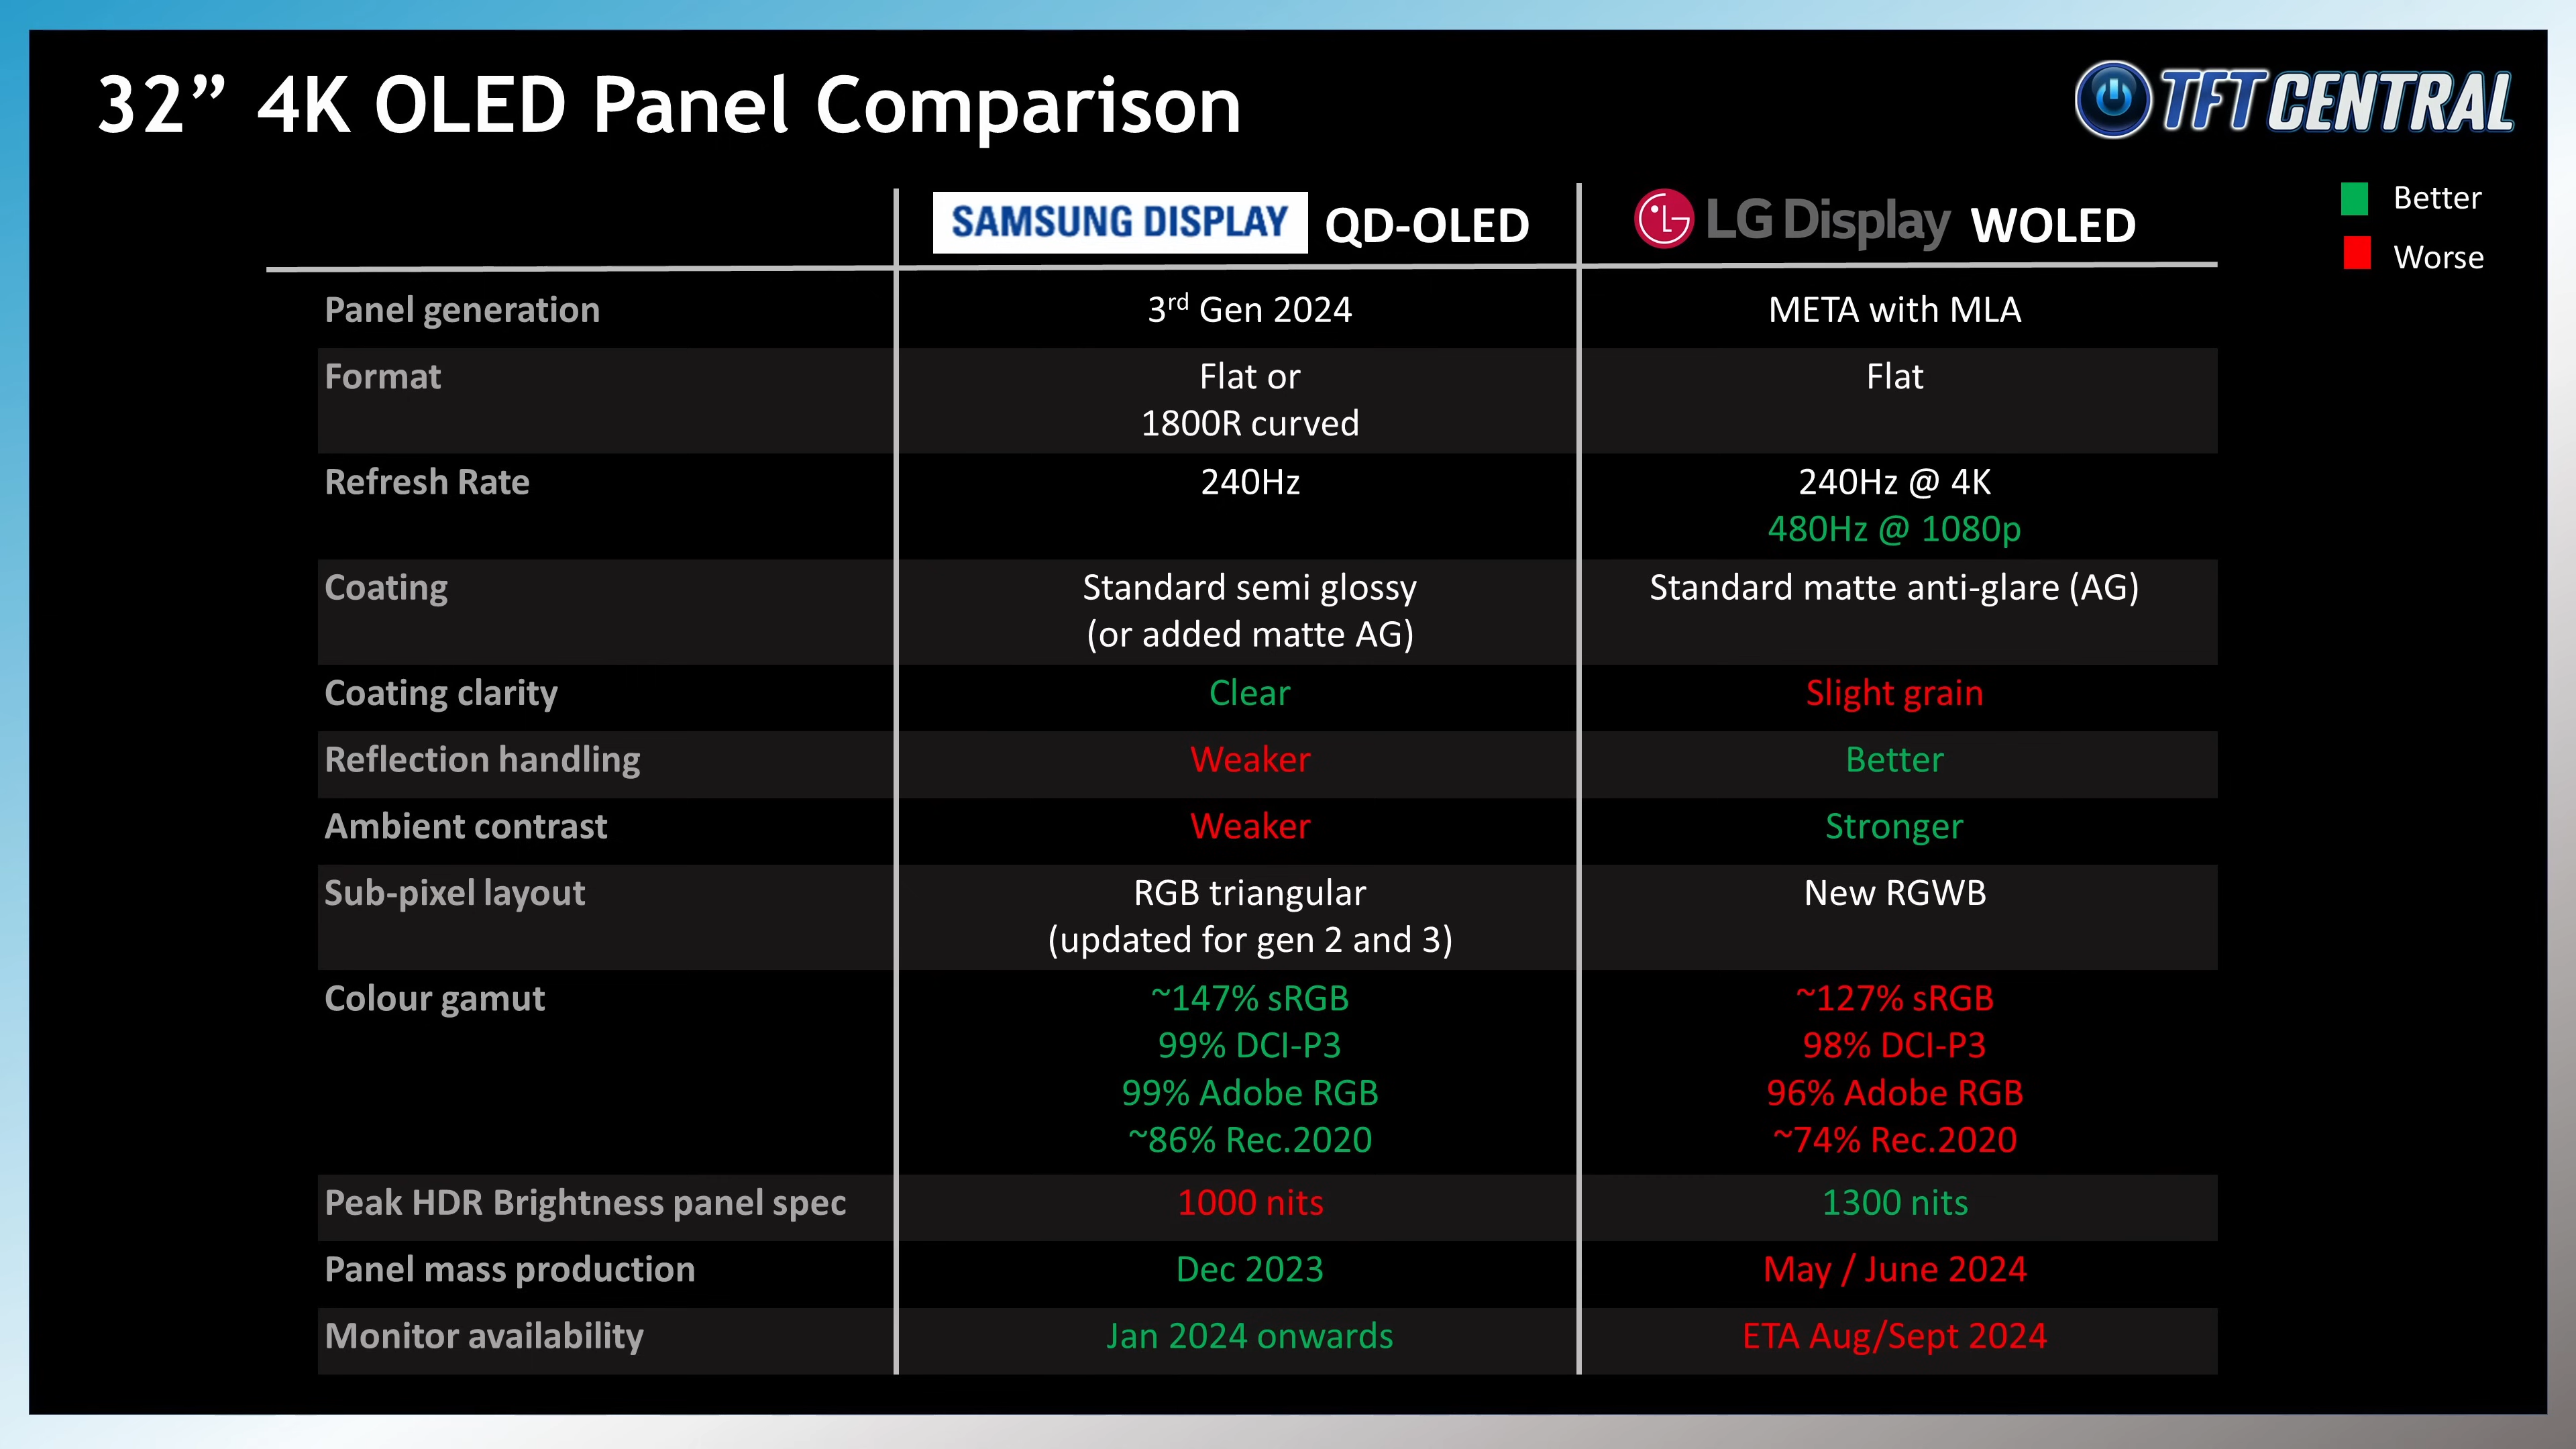 32” 4K OLED Panel Comparison
TFTCENTRAL
Better
Worse
SAMSUNG DISPLAY QD-OLED
LG Display WOLED
Panel generation
3rd Gen 2024
META with MLA
Format
Flat or
1800R curved
Flat
Refresh Rate
240Hz
240Hz @ 4K
480Hz @ 1080p
Coating
Standard semi glossy
(or added matte AG)
Standard matte anti-glare (AG)
Coating clarity
Clear
Slight grain
Reflection handling
Weaker
Better
Ambient contrast
Weaker
Stronger
Sub-pixel layout
RGB triangular
(updated for gen 2 and 3)
New RGWB
Colour gamut
~147% sRGB
99% DCI-P3
99% Adobe RGB
~86% Rec.2020
~127% sRGB
98% DCI-P3
96% Adobe RGB
~74% Rec.2020
Peak HDR Brightness panel spec
1000 nits
1300 nits
Panel mass production
Dec 2023
May / June 2024
Monitor availability
Jan 2024 onwards
ETA Aug/Sept 2024